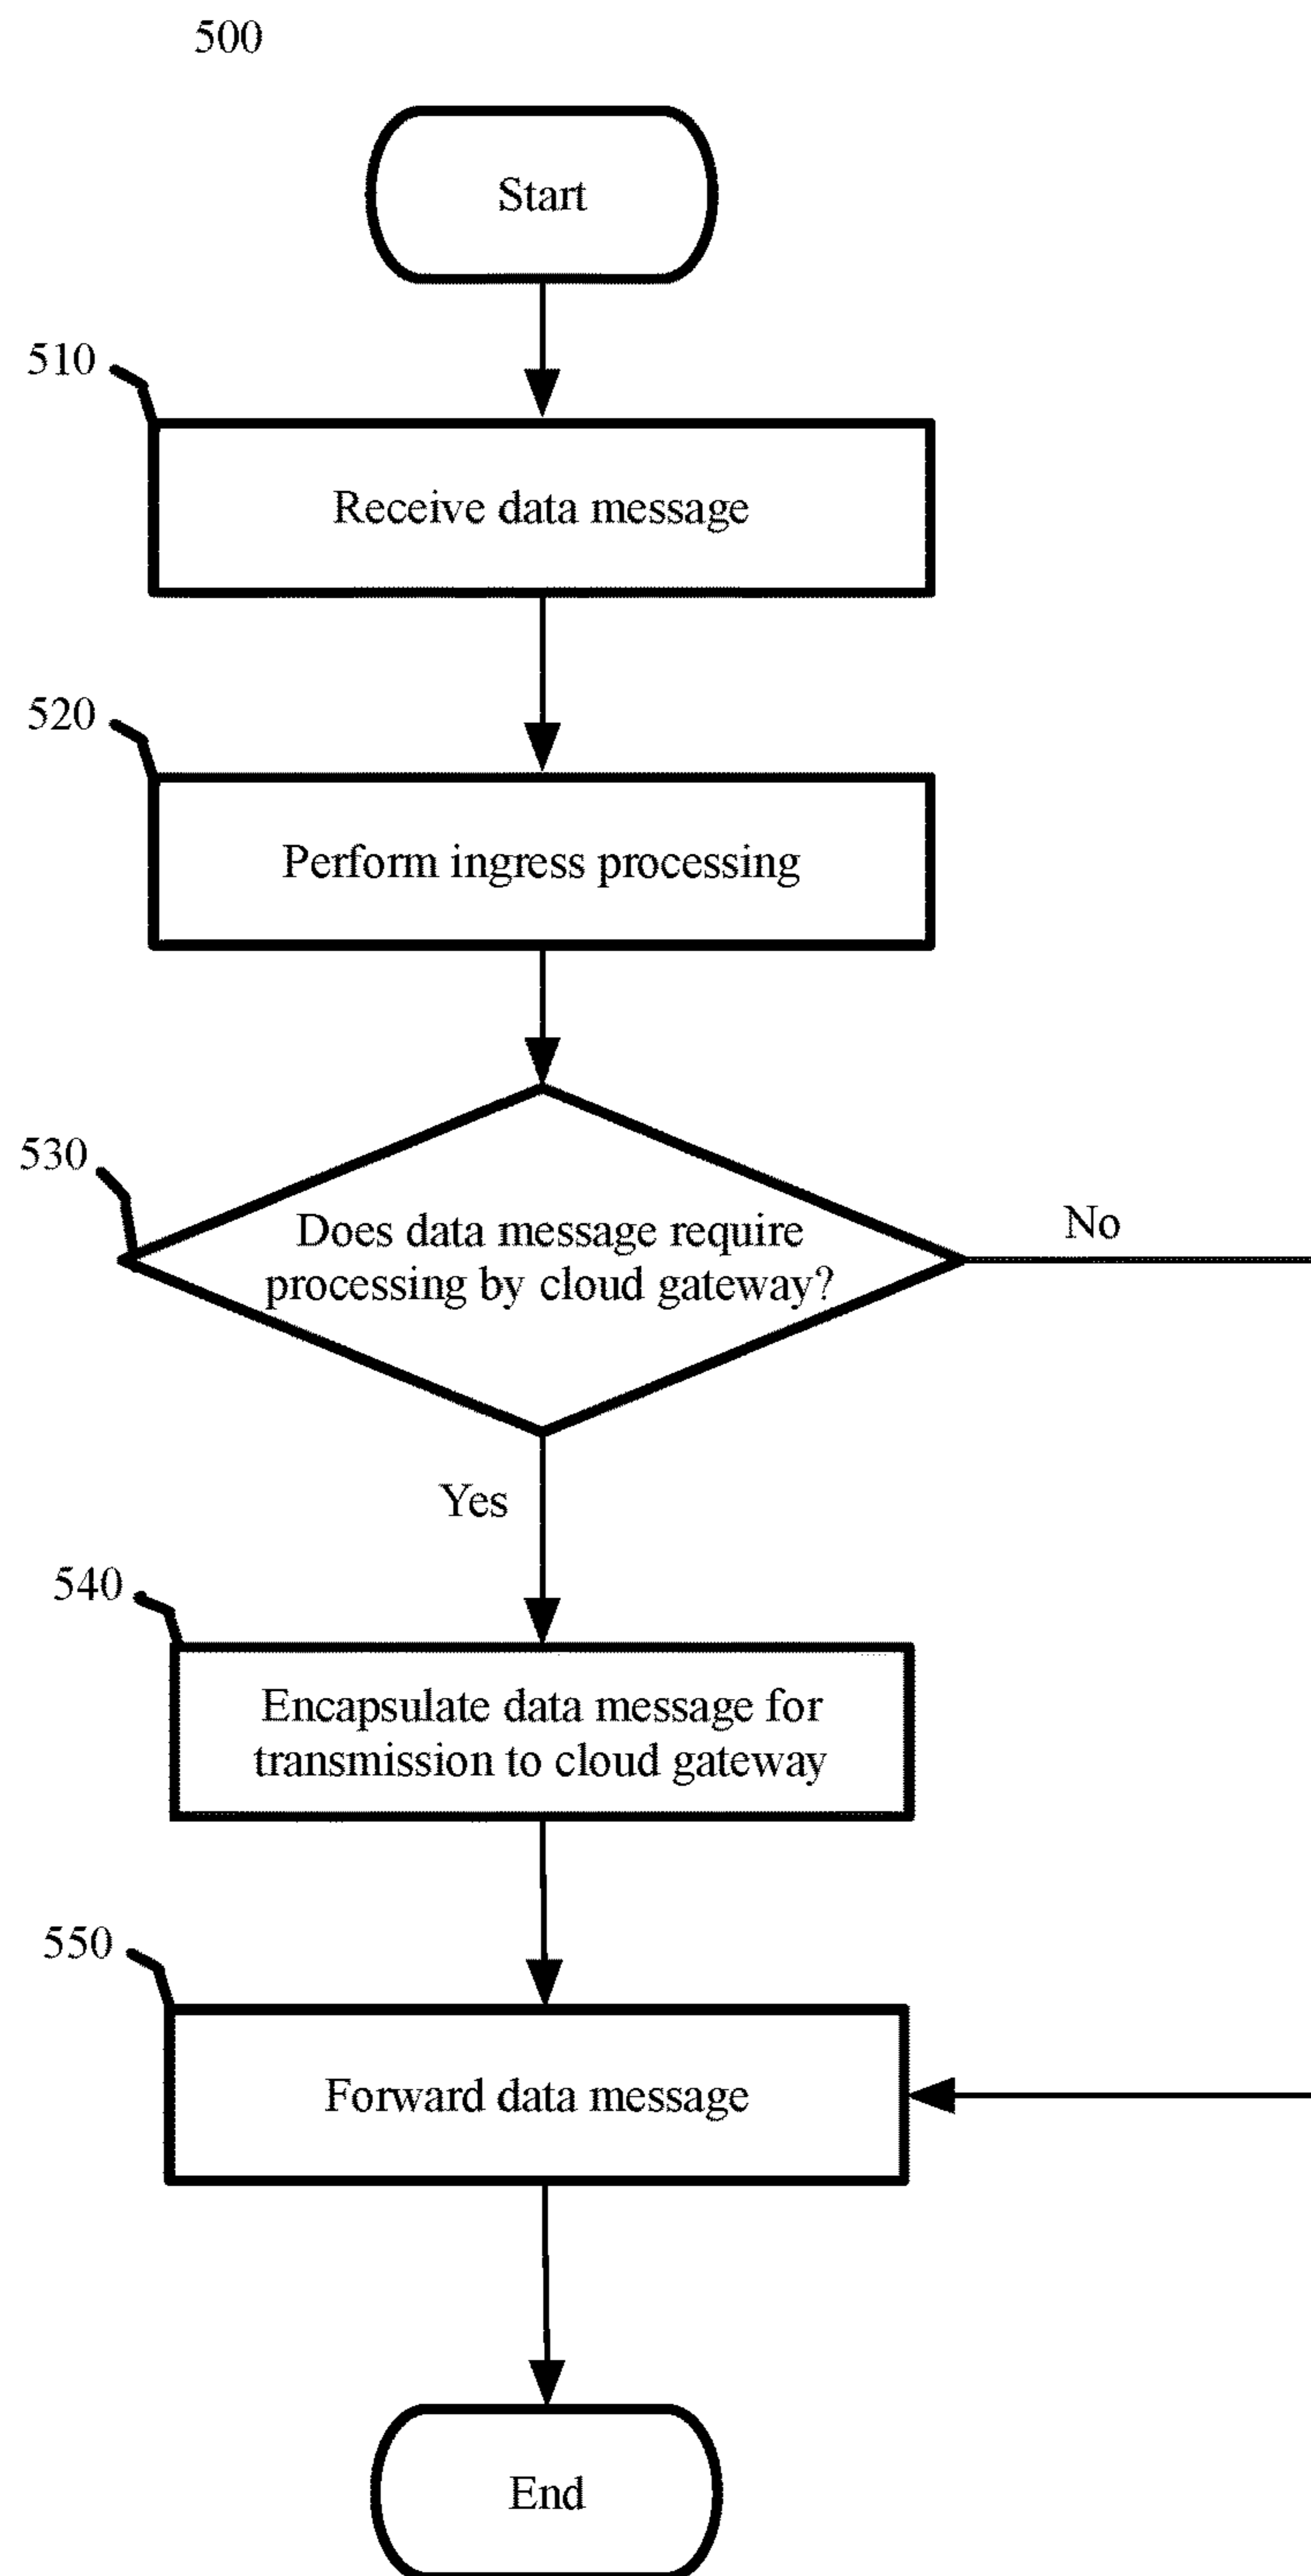 500
Start
510
Receive data message
520
Perform ingress processing
530
Does data message require
processing by cloud gateway?
No
Yes
540
Encapsulate data message for
transmission to cloud gateway
550
Forward data message
End